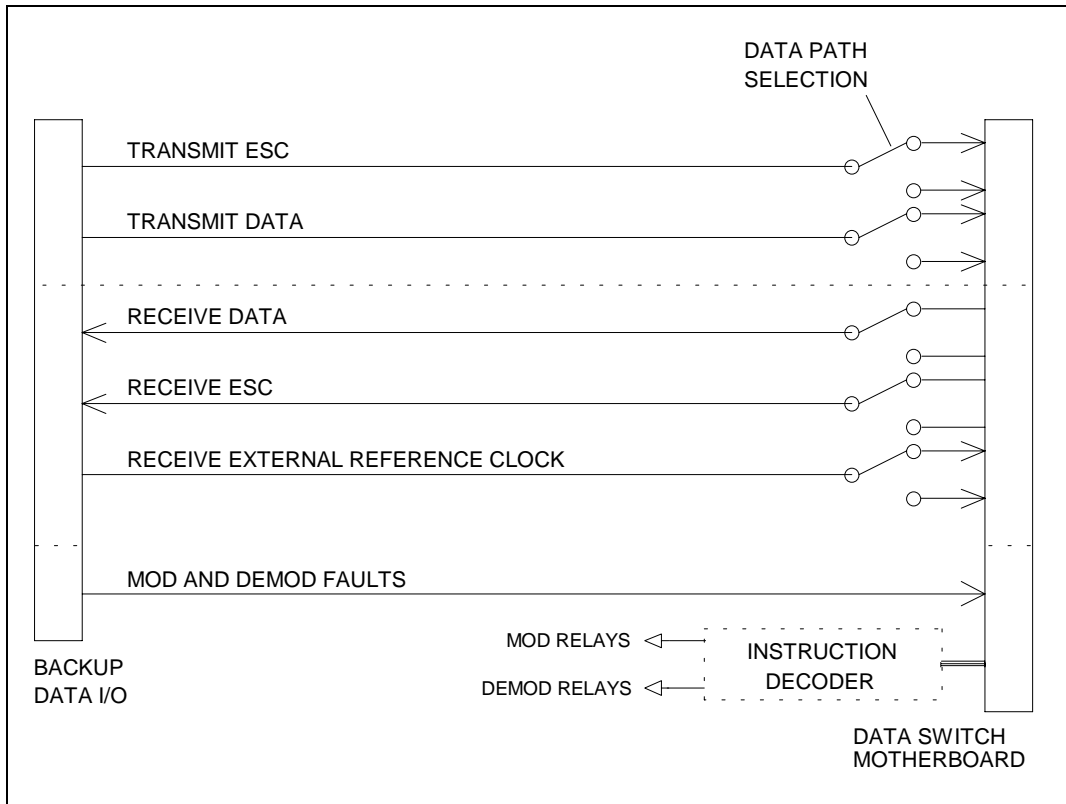 DATA PATH
SELECTION
TRANSMIT ESC
TRANSMIT DATA
RECEIVE DATA
RECEIVE ESC
RECEIVE EXTERNAL REFERENCE CLOCK
MOD AND DEMOD FAULTS
MOD RELAYS
DEMOD RELAYS
INSTRUCTION
DECODER
BACKUP
DATA I/O
DATA SWITCH
MOTHERBOARD